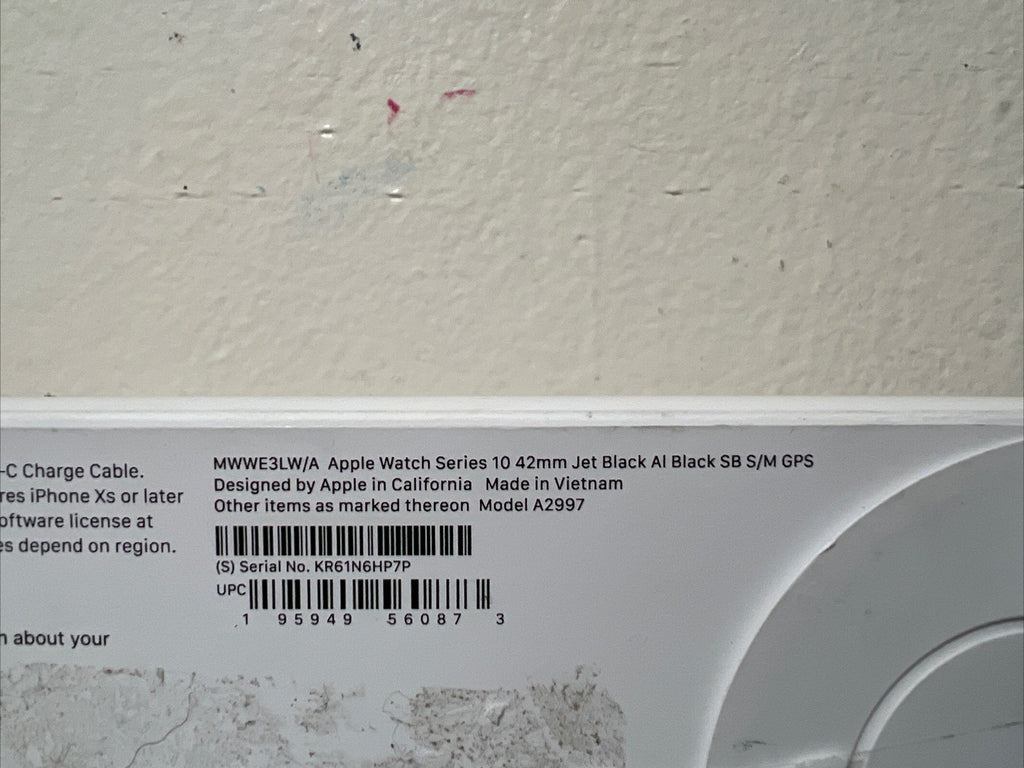 -C Charge Cable.
res iPhone Xs or later
oftware license at
es depend on region.
n about your
MWWE3LW/A Apple Watch Series 10 42mm Jet Black Al Black SB S/M GPS
Designed by Apple in California Made in Vietnam
Other items as marked thereon Model A2997
(S) Serial No. KR61N6HP7P
UPC
1 95949 56087 3